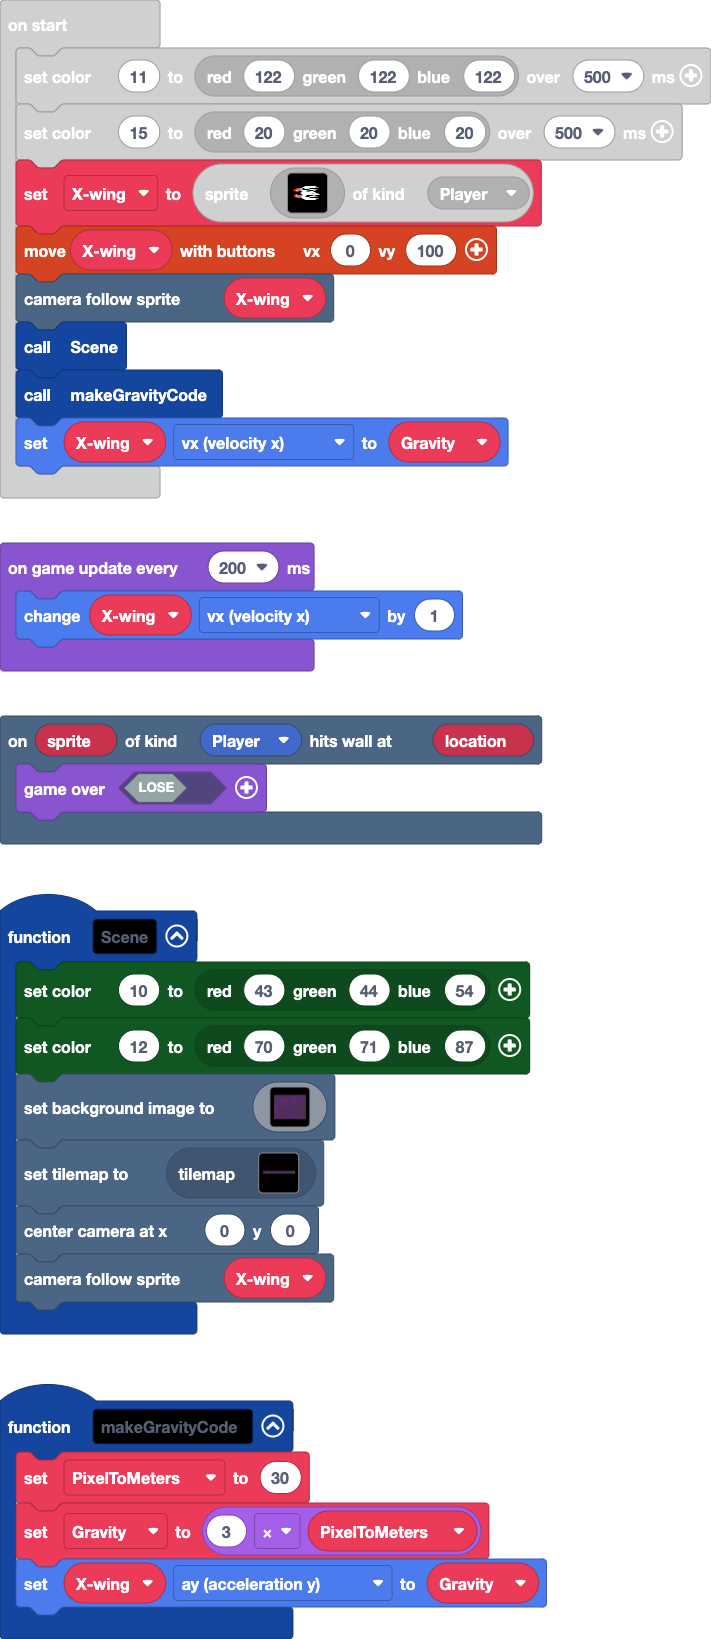 on start
set color 11 to red 122 green 122 blue 122 over 500 ms
set color 15 to red 20 green 20 blue 20 over 500 ms
set X-wing to sprite of kind Player
move X-wing with buttons vx 0 vy 100
camera follow sprite X-wing
call Scene
call makeGravityCode
set X-wing vx (velocity x) to Gravity
on game update every 200 ms
change X-wing vx (velocity x) by 1
on sprite of kind Player hits wall at location
game over LOSE
function Scene
set color 10 to red 43 green 44 blue 54
set color 12 to red 70 green 71 blue 87
set background image to
set tilemap to tilemap
center camera at x 0 y 0
camera follow sprite X-wing
function makeGravityCode
set PixelToMeters to 30
set Gravity to 3 × PixelToMeters
set X-wing ay (acceleration y) to Gravity